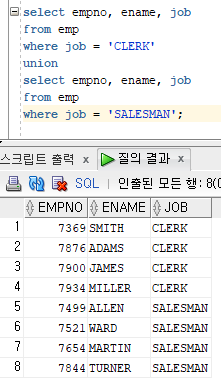 select empno, ename, job
from emp
where job = 'CLERK'
union
select empno, ename, job
from emp
where job = 'SALESMAN';
스크립트 출력 x 질의 결과 x
SQL | 인출된 모든 행: 8(0
EMPNO ENAME JOB
1 7369 SMITH CLERK
2 7876 ADAMS CLERK
3 7900 JAMES CLERK
4 7934 MILLER CLERK
5 7499 ALLEN SALESMAN
6 7521 WARD SALESMAN
7 7654 MARTIN SALESMAN
8 7844 TURNER SALESMAN